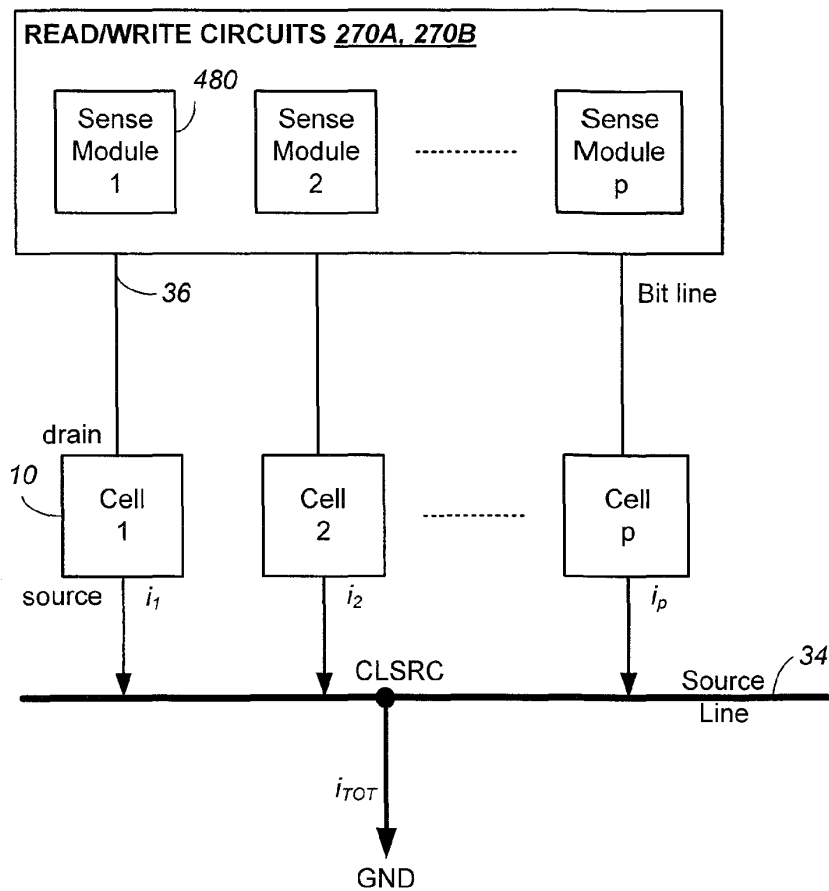 READ/WRITE CIRCUITS 270A, 270B
480
Sense Module 1
Sense Module 2
Sense Module p
36
Bit line
drain
10
Cell 1
Cell 2
Cell p
source
i1
i2
ip
34
CLSRC
Source Line
iTOT
GND